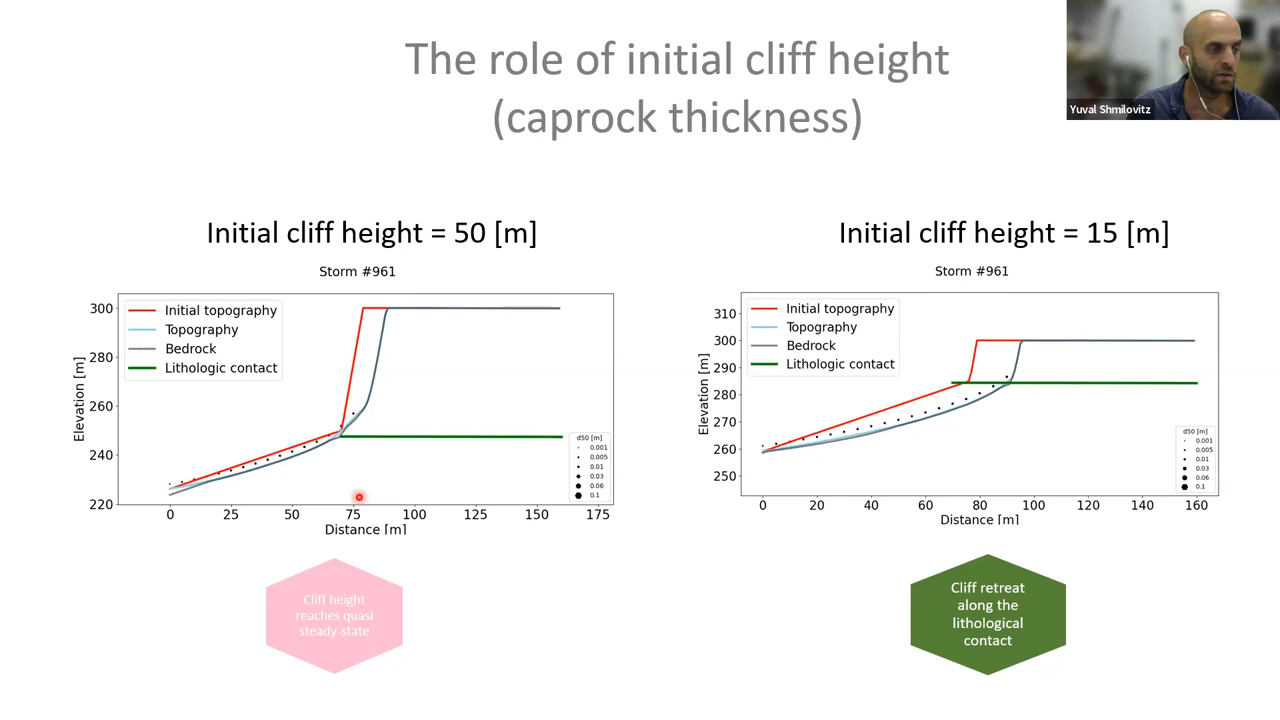 The role of initial cliff height
(caprock thickness)
Yuval Shmilovitz
Initial cliff height = 50 [m]
Storm #961
Initial topography
Topography
Bedrock
Lithologic contact
Elevation [m]
300
280
260
240
220
d50 [m]
0.001
0.005
0.01
0.03
0.06
0.1
0 25 50 75 100 125 150 175
Distance [m]
Cliff height
reaches quasi
steady-state
Initial cliff height = 15 [m]
Storm #961
Initial topography
Topography
Bedrock
Lithologic contact
Elevation [m]
310
300
290
280
270
260
250
d50 [m]
0.001
0.005
0.01
0.03
0.06
0.1
0 20 40 60 80 100 120 140 160
Distance [m]
Cliff retreat
along the
lithological
contact